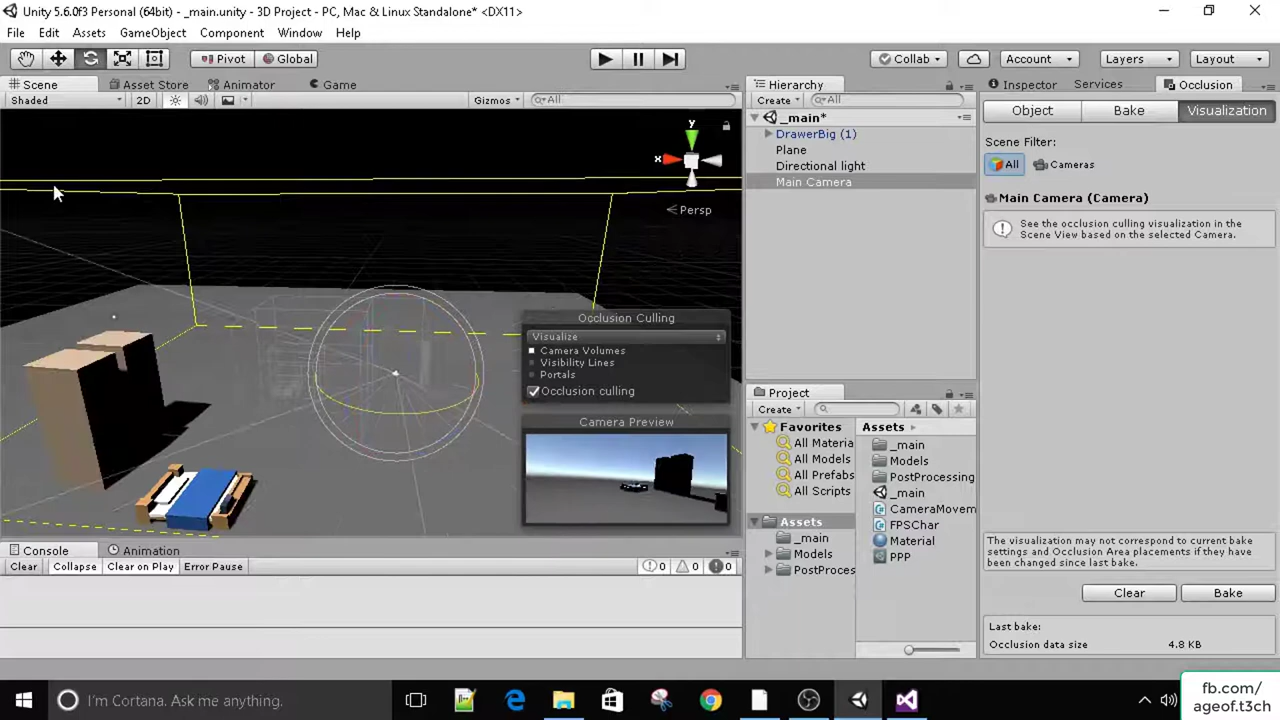 Unity 5.6.0f3 Personal (64bit) - _main.unity - 3D Project - PC, Mac & Linux Standalone* <DX11>
File Edit Assets GameObject Component Window Help
Pivot Global Collab Account Layers Layout
Scene Asset Store Animator Game
Shaded 2D Gizmos All
y
x
Persp
Occlusion Culling
Visualize
Camera Volumes
Visibility Lines
Portals
Occlusion culling
Camera Preview
Hierarchy
Create All
_main*
DrawerBig (1)
Plane
Directional light
Main Camera
Project
Create
Favorites
All Materia
All Models
All Prefabs
All Scripts
Assets
_main
Models
PostProces
Assets
_main
Models
PostProcessing
_main
CameraMovem
FPSChar
Material
PPP
Inspector Services Occlusion
Object Bake Visualization
Scene Filter:
All Cameras
Main Camera (Camera)
See the occlusion culling visualization in the
Scene View based on the selected Camera.
The visualization may not correspond to current bake
settings and Occlusion Area placements if they have
been changed since last bake.
Clear Bake
Last bake:
Occlusion data size 4.8 KB
Console Animation
Clear Collapse Clear on Play Error Pause 0 0 0
I'm Cortana. Ask me anything.
fb.com/
ageof.t3ch